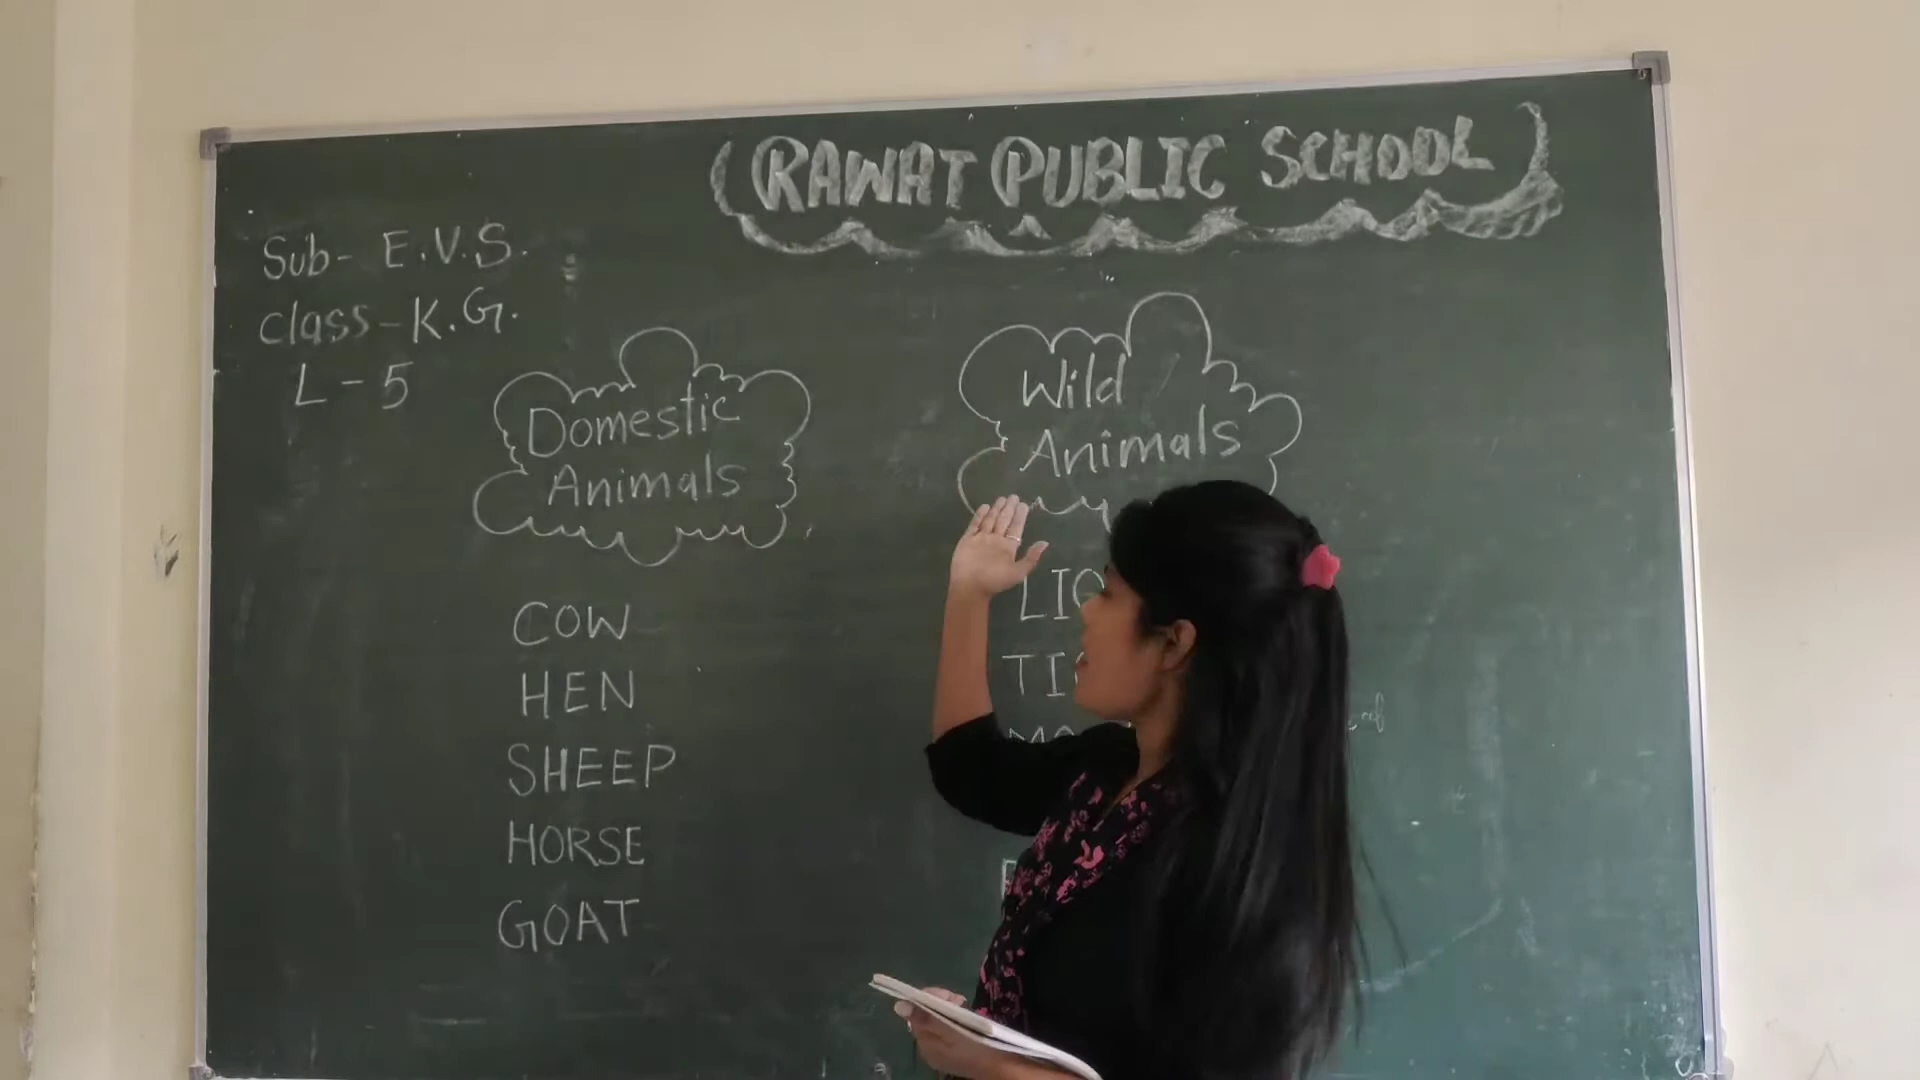 RAWAT PUBLIC SCHOOL
Sub- E.V.S.
Class-K.G.
L-5
Domestic
Animals
COW
HEN
SHEEP
HORSE
GOAT
Wild
Animals